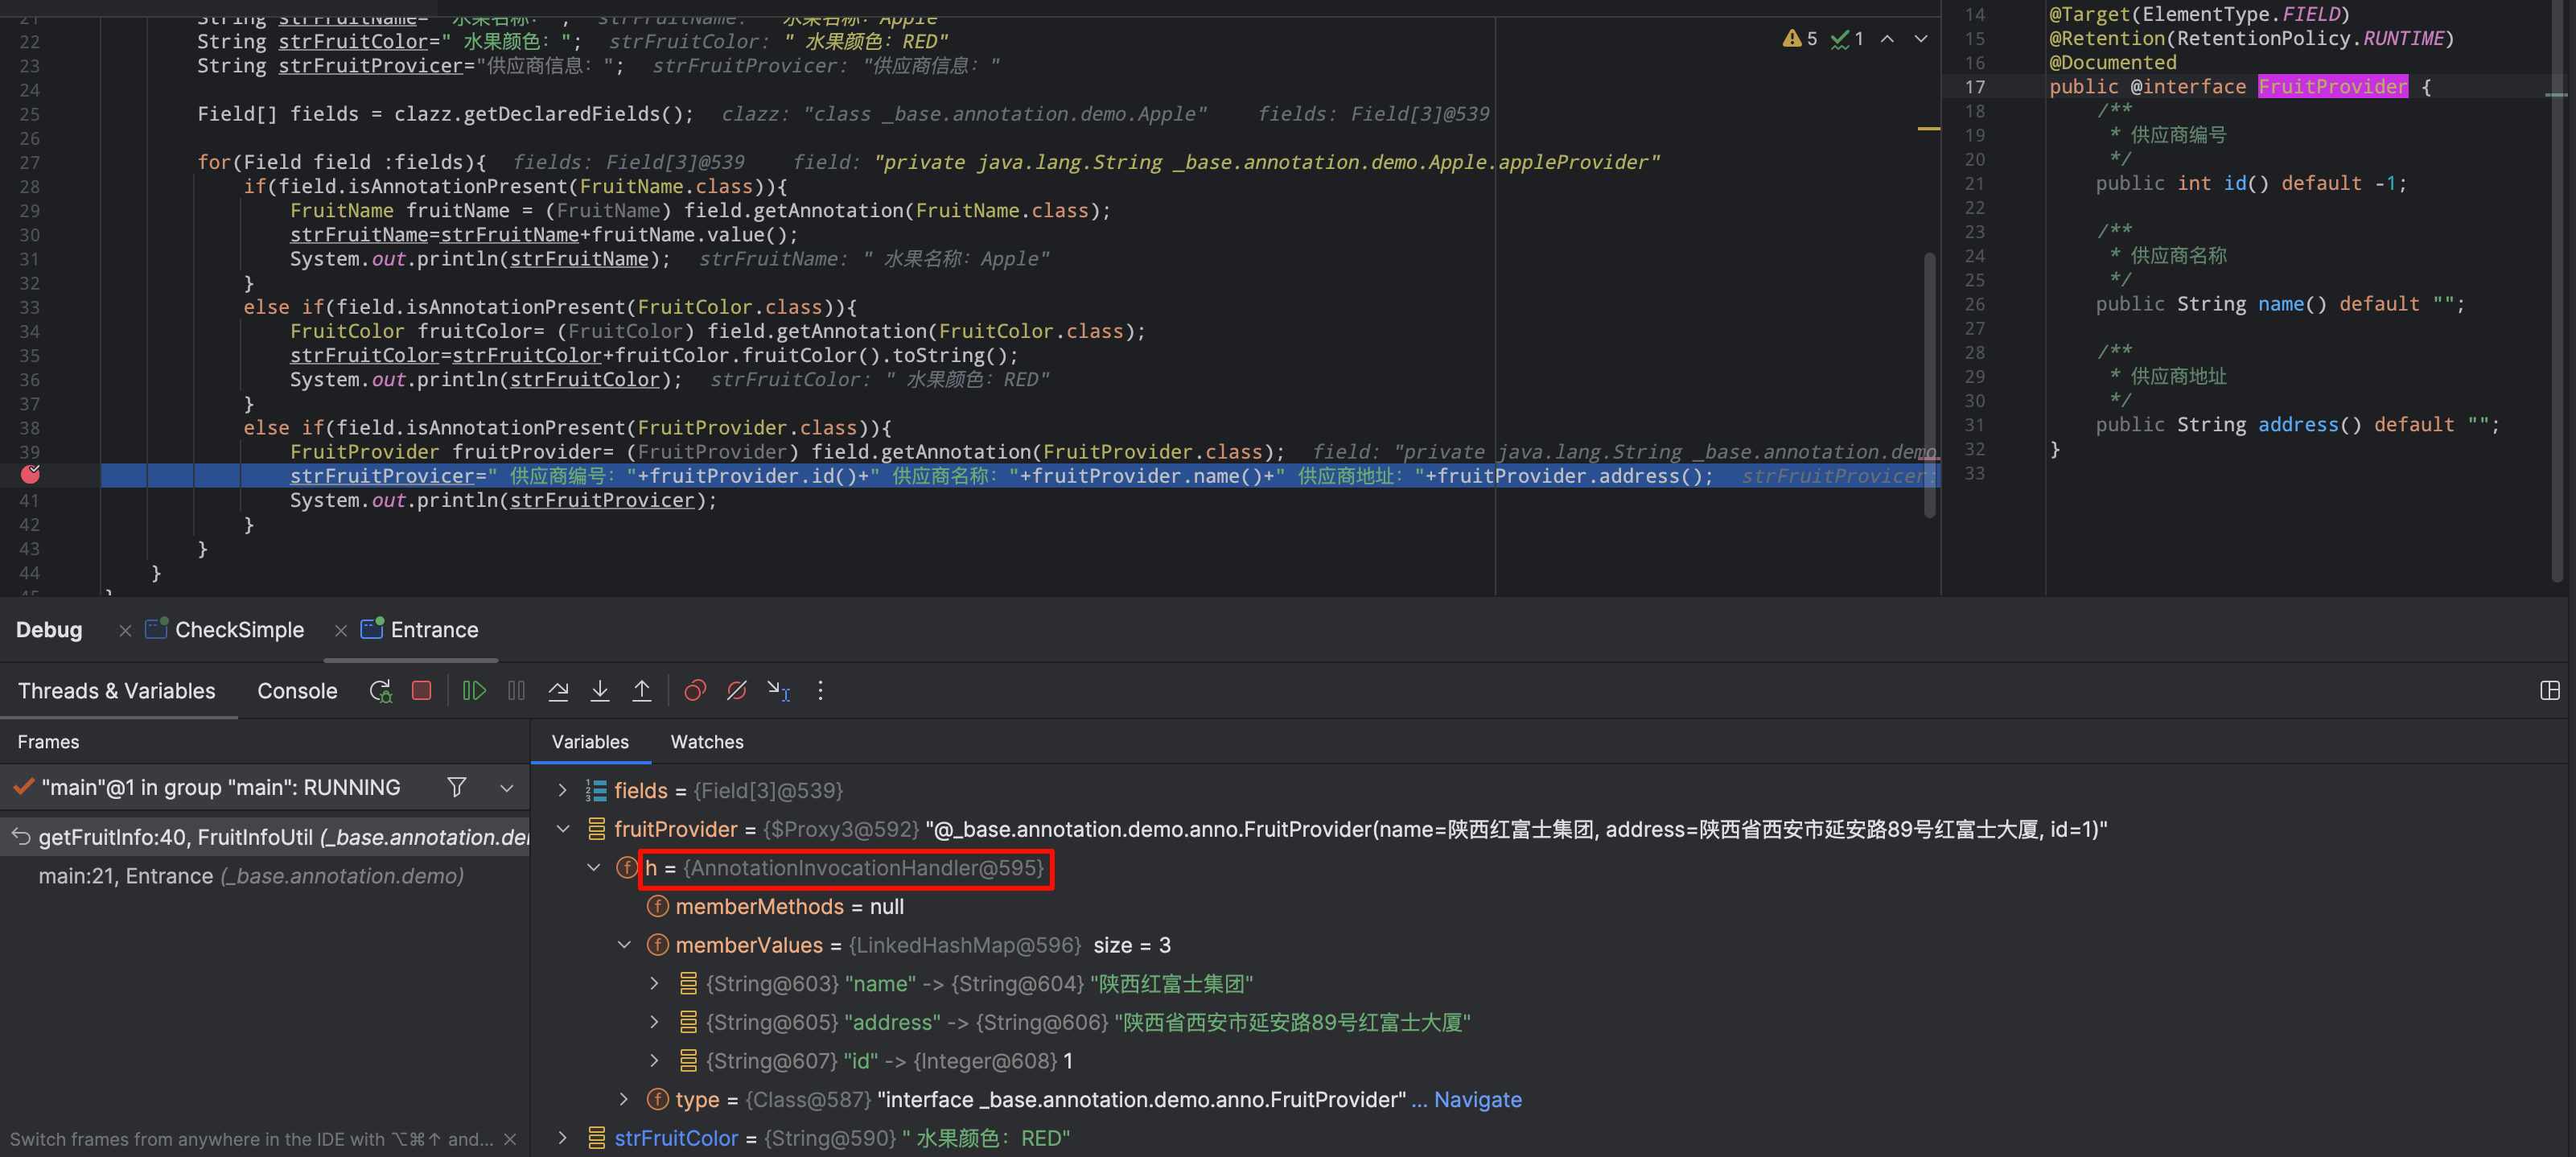 21 String strFruitName=" 水果名称: "; strFruitName: " 水果名称: Apple"
22 String strFruitColor=" 水果颜色: "; strFruitColor: " 水果颜色: RED"
23 String strFruitProvicer="供应商信息: "; strFruitProvicer: "供应商信息: "
24
25 Field[] fields = clazz.getDeclaredFields(); clazz: "class _base.annotation.demo.Apple" fields: Field[3]@539
26
27 for(Field field :fields){ fields: Field[3]@539 field: "private java.lang.String _base.annotation.demo.Apple.appleProvider"
28 if(field.isAnnotationPresent(FruitName.class)){
29 FruitName fruitName = (FruitName) field.getAnnotation(FruitName.class);
30 strFruitName=strFruitName+fruitName.value();
31 System.out.println(strFruitName); strFruitName: " 水果名称: Apple"
32 }
33 else if(field.isAnnotationPresent(FruitColor.class)){
34 FruitColor fruitColor= (FruitColor) field.getAnnotation(FruitColor.class);
35 strFruitColor=strFruitColor+fruitColor.fruitColor().toString();
36 System.out.println(strFruitColor); strFruitColor: " 水果颜色: RED"
37 }
38 else if(field.isAnnotationPresent(FruitProvider.class)){
39 FruitProvider fruitProvider= (FruitProvider) field.getAnnotation(FruitProvider.class); field: "private java.lang.String _base.annotation.demo
strFruitProvicer=" 供应商编号: "+fruitProvider.id()+" 供应商名称: "+fruitProvider.name()+" 供应商地址: "+fruitProvider.address(); strFruitProvicer:
41 System.out.println(strFruitProvicer);
42 }
43 }
44 }
45 }
5 1
14 @Target(ElementType.FIELD)
15 @Retention(RetentionPolicy.RUNTIME)
16 @Documented
17 public @interface FruitProvider {
18 /**
19 * 供应商编号
20 */
21 public int id() default -1;
22
23 /**
24 * 供应商名称
25 */
26 public String name() default "";
27
28 /**
29 * 供应商地址
30 */
31 public String address() default "";
32 }
33
Debug CheckSimple Entrance
Threads & Variables Console
Frames
"main"@1 in group "main": RUNNING
getFruitInfo:40, FruitInfoUtil (_base.annotation.de
main:21, Entrance (_base.annotation.demo)
Switch frames from anywhere in the IDE with ⌥⌘↑ and...
Variables Watches
fields = {Field[3]@539}
fruitProvider = {$Proxy3@592} "@_base.annotation.demo.anno.FruitProvider(name=陕西红富士集团, address=陕西省西安市延安路89号红富士大厦, id=1)"
h = {AnnotationInvocationHandler@595}
memberMethods = null
memberValues = {LinkedHashMap@596} size = 3
{String@603} "name" -> {String@604} "陕西红富士集团"
{String@605} "address" -> {String@606} "陕西省西安市延安路89号红富士大厦"
{String@607} "id" -> {Integer@608} 1
type = {Class@587} "interface _base.annotation.demo.anno.FruitProvider" ... Navigate
strFruitColor = {String@590} " 水果颜色: RED"